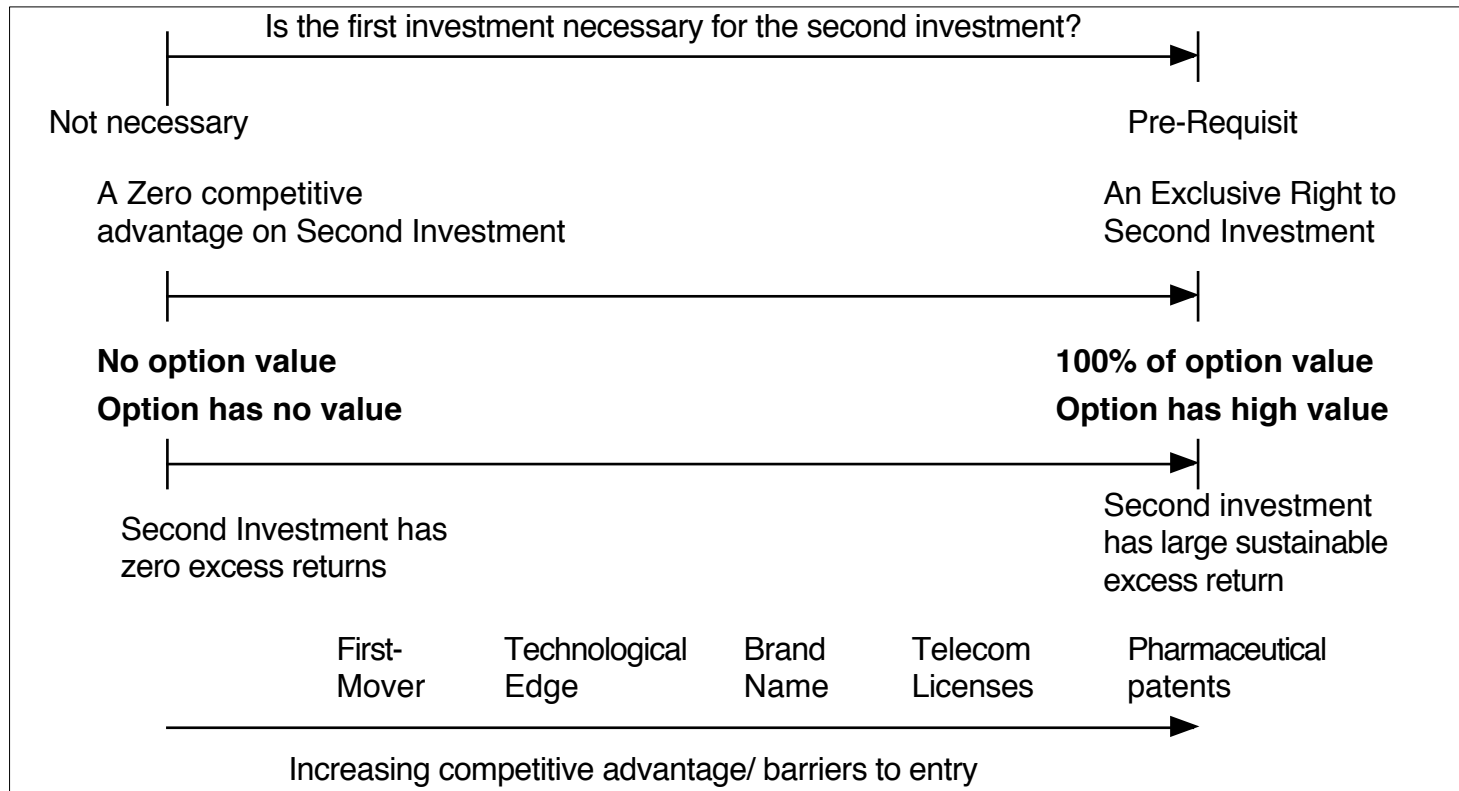 Is the first investment necessary for the second investment?
Not necessary
Pre-Requisit
A Zero competitive
advantage on Second Investment
An Exclusive Right to
Second Investment
No option value
Option has no value
100% of option value
Option has high value
Second Investment has
zero excess returns
Second investment
has large sustainable
excess return
First-
Mover
Technological
Edge
Brand
Name
Telecom
Licenses
Pharmaceutical
patents
Increasing competitive advantage/ barriers to entry